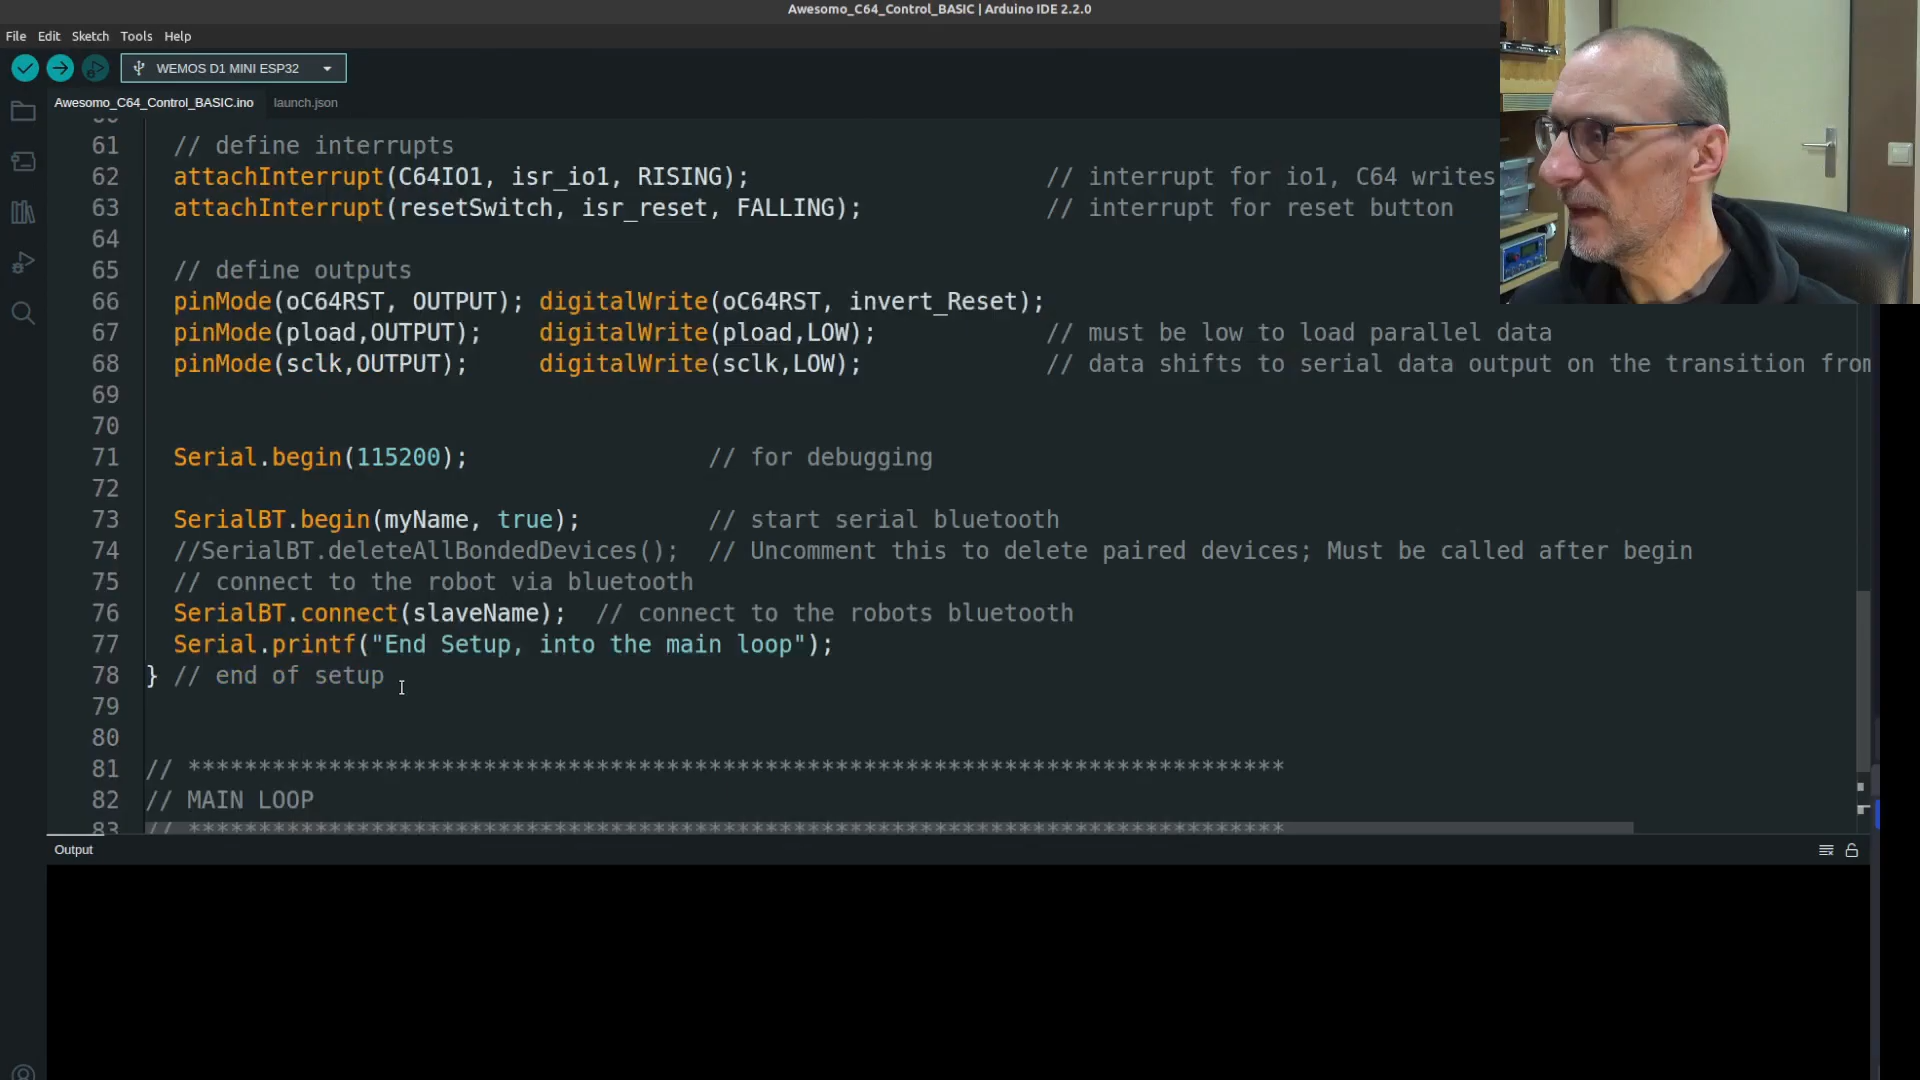 Awesomo_C64_Control_BASIC | Arduino IDE 2.2.0
File Edit Sketch Tools Help
WEMOS D1 MINI ESP32
Awesomo_C64_Control_BASIC.ino launch.json
61 // define interrupts
62 attachInterrupt(C64IO1, isr_io1, RISING); // interrupt for io1, C64 writes
63 attachInterrupt(resetSwitch, isr_reset, FALLING); // interrupt for reset button
64
65 // define outputs
66 pinMode(oC64RST, OUTPUT); digitalWrite(oC64RST, invert_Reset);
67 pinMode(pload,OUTPUT); digitalWrite(pload,LOW); // must be low to load parallel data
68 pinMode(sclk,OUTPUT); digitalWrite(sclk,LOW); // data shifts to serial data output on the transition from
69
70
71 Serial.begin(115200); // for debugging
72
73 SerialBT.begin(myName, true); // start serial bluetooth
74 //SerialBT.deleteAllBondedDevices(); // Uncomment this to delete paired devices; Must be called after begin
75 // connect to the robot via bluetooth
76 SerialBT.connect(slaveName); // connect to the robots bluetooth
77 Serial.printf("End Setup, into the main loop");
78 } // end of setup
79
80
81 // ******************************************************************************
82 // MAIN LOOP
83 // ******************************************************************************
Output